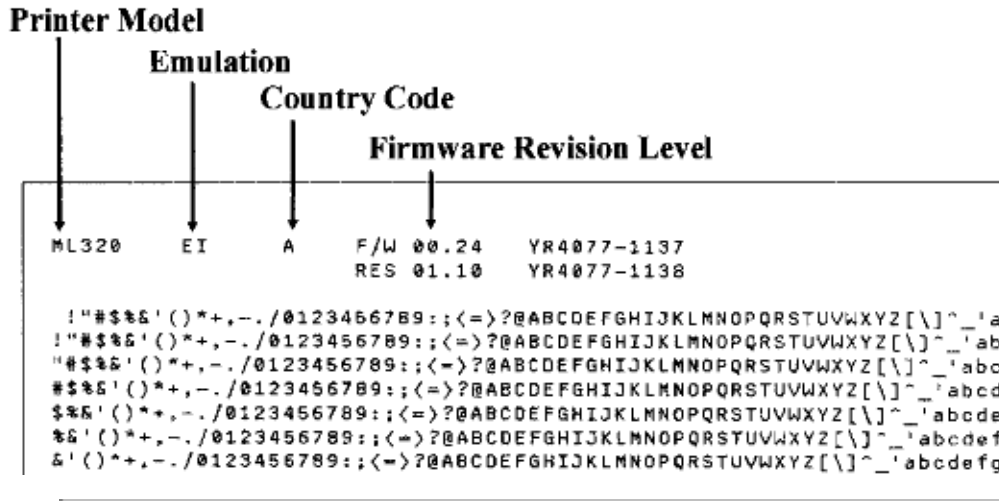 Printer Model
Emulation
Country Code
Firmware Revision Level
ML320 EI A F/W 00.24 YR4077-1137
RES 01.10 YR4077-1138
!"#$%&'()*+,-./0123456789:;<=>?@ABCDEFGHIJKLMNOPQRSTUVWXYZ[\]^_'a
!"#$%&'()*+,-./0123456789:;<=>?@ABCDEFGHIJKLMNOPQRSTUVWXYZ[\]^_'ab
"#$%&'()*+,-./0123456789:;<=>?@ABCDEFGHIJKLMNOPQRSTUVWXYZ[\]^_'abc
#$%&'()*+,-./0123456789:;<=>?@ABCDEFGHIJKLMNOPQRSTUVWXYZ[\]^_'abcd
$%&'()*+,-./0123456789:;<=>?@ABCDEFGHIJKLMNOPQRSTUVWXYZ[\]^_'abcde
%&'()*+,-./0123456789:;<=>?@ABCDEFGHIJKLMNOPQRSTUVWXYZ[\]^_'abcdef
&'()*+,-./0123456789:;<=>?@ABCDEFGHIJKLMNOPQRSTUVWXYZ[\]^_'abcdefg